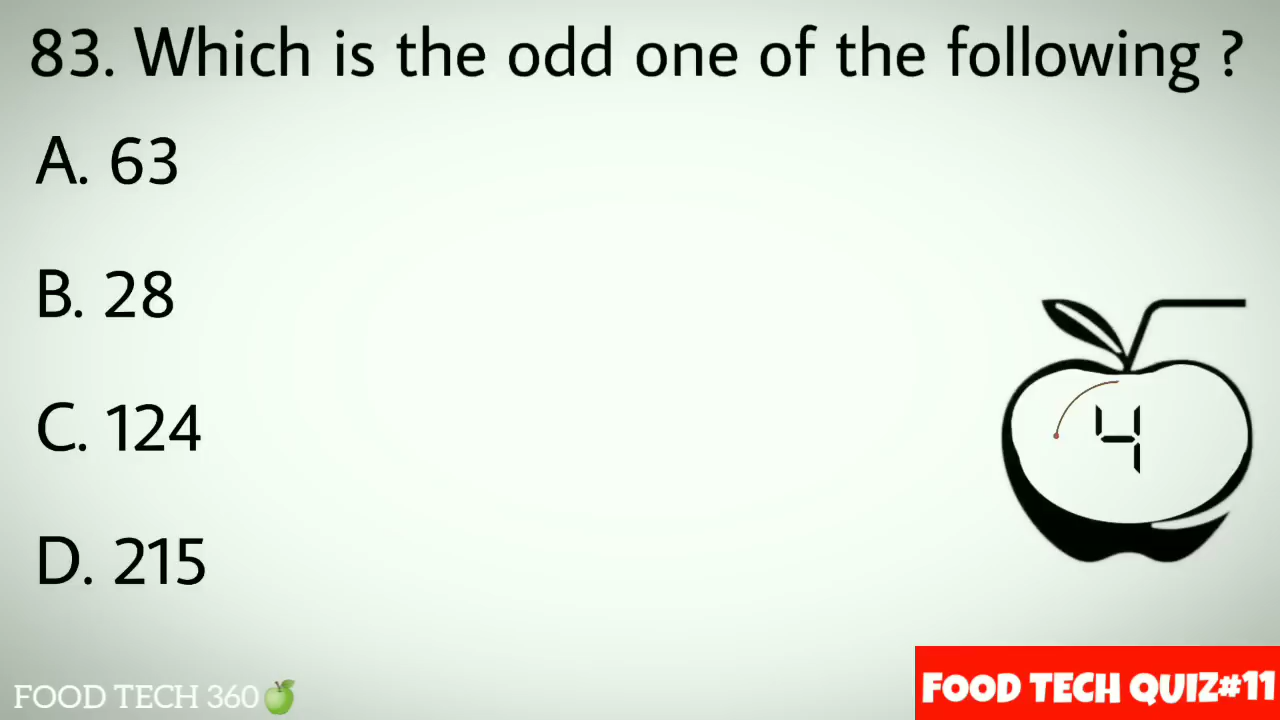 83. Which is the odd one of the following ?
A. 63
B. 28
C. 124
4
D. 215
FOOD TECH 360
FOOD TECH QUIZ#11